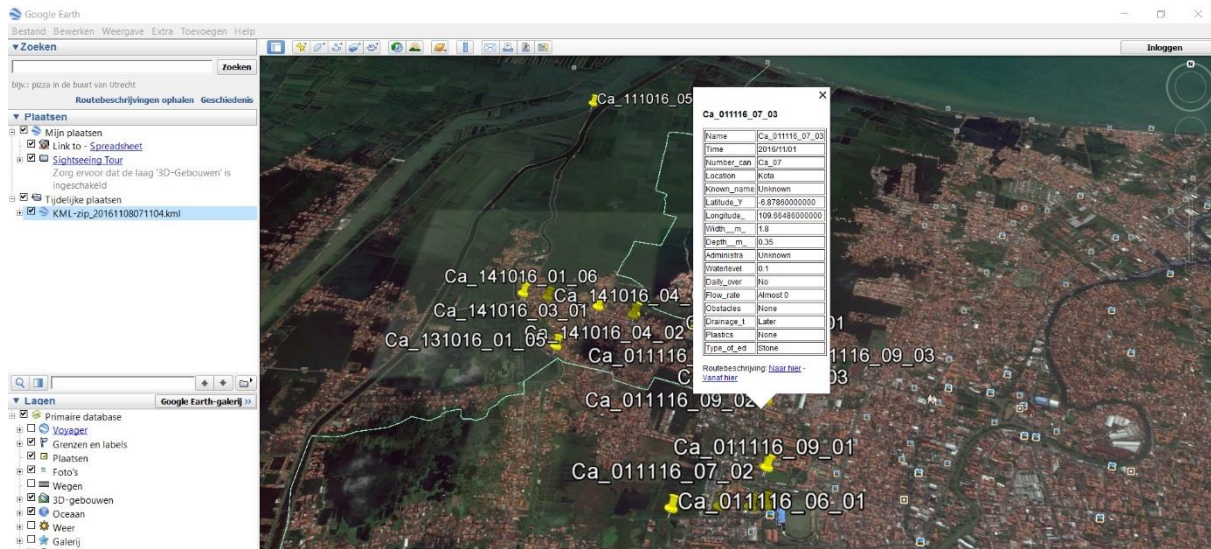 Google Earth
Bestand Bewerken Weergave Extra Toevoegen Help
▼Zoeken
Zoeken
bijv.: pizza in de buurt van Utrecht
Routebeschrijvingen ophalen Geschiedenis
▼ Plaatsen
Mijn plaatsen
Link to - Spreadsheet
Sightseeing Tour
Zorg ervoor dat de laag '3D-Gebouwen' is
ingeschakeld
Tijdelijke plaatsen
KML-zip_20161108071104.kml
▼ Lagen
Google Earth-galerij >>
Primaire database
Voyager
Grenzen en labels
Plaatsen
Foto's
Wegen
3D-gebouwen
Oceaan
Weer
Galerij
Inloggen
N
Ca_111016_05
Ca_141016_01_06
Ca_141016_04_
Ca_141016_03_01
Ca_141016_04_02
Ca_131016_01_05
Ca_011116_
01
116_09_03
03
Ca_011116_09_02
Ca_011116_09_01
Ca_011116_07_02
Ca_011116_06_01
Ca_011116_07_03
Name Ca_011116_07_03
Time 2016/11/01
Number_can Ca_07
Location Kota
Known_name Unknown
Latitude_Y -6.87860000000
Longitude_ 109.66486000000
Width__m_ 1.8
Depth__m_ 0.35
Administra Unknown
Waterlevel 0.1
Daily_over No
Flow_rate Almost 0
Obstacles None
Drainage_t Later
Plastics None
Type_of_ed Stone
Routebeschrijving: Naar hier -
Vanaf hier